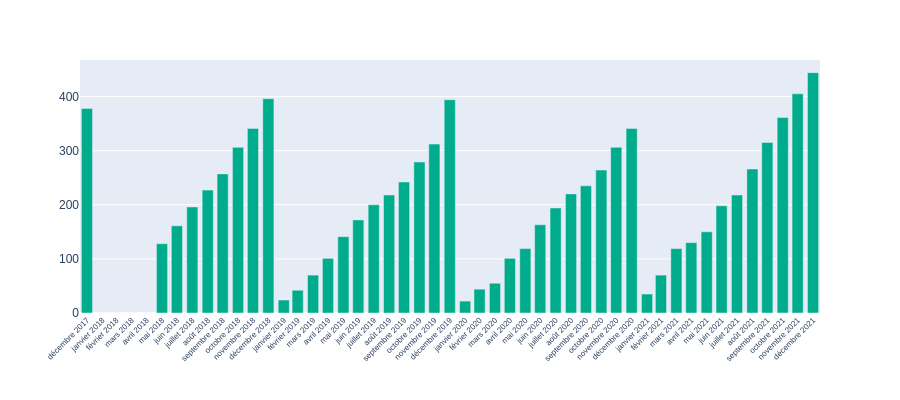 400
300
200
100
0
décembre 2017
janvier 2018
février 2018
mars 2018
avril 2018
mai 2018
juin 2018
juillet 2018
août 2018
septembre 2018
octobre 2018
novembre 2018
décembre 2018
janvier 2019
février 2019
mars 2019
avril 2019
mai 2019
juin 2019
juillet 2019
août 2019
septembre 2019
octobre 2019
novembre 2019
décembre 2019
janvier 2020
février 2020
mars 2020
avril 2020
mai 2020
juin 2020
juillet 2020
août 2020
septembre 2020
octobre 2020
novembre 2020
décembre 2020
janvier 2021
février 2021
mars 2021
avril 2021
mai 2021
juin 2021
juillet 2021
août 2021
septembre 2021
octobre 2021
novembre 2021
décembre 2021